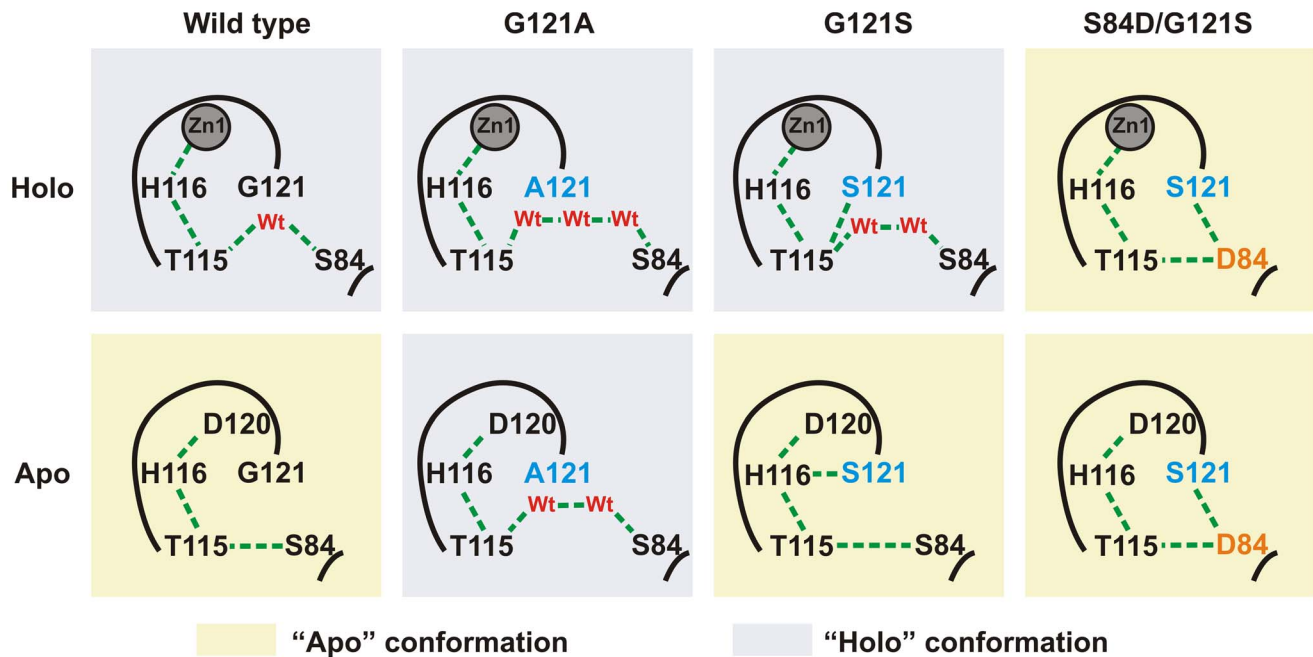 Wild type G121A G121S S84D/G121S
Holo
Zn1 Zn1 Zn1 Zn1
H116 G121 H116 A121 H116 S121 H116 S121
Wt Wt Wt Wt Wt Wt
T115 S84 T115 S84 T115 S84 T115 D84
Apo
D120 D120 D120 D120
H116 G121 H116 A121 H116 S121 H116 S121
Wt Wt
T115 S84 T115 S84 T115 S84 T115 D84
“Apo” conformation “Holo” conformation